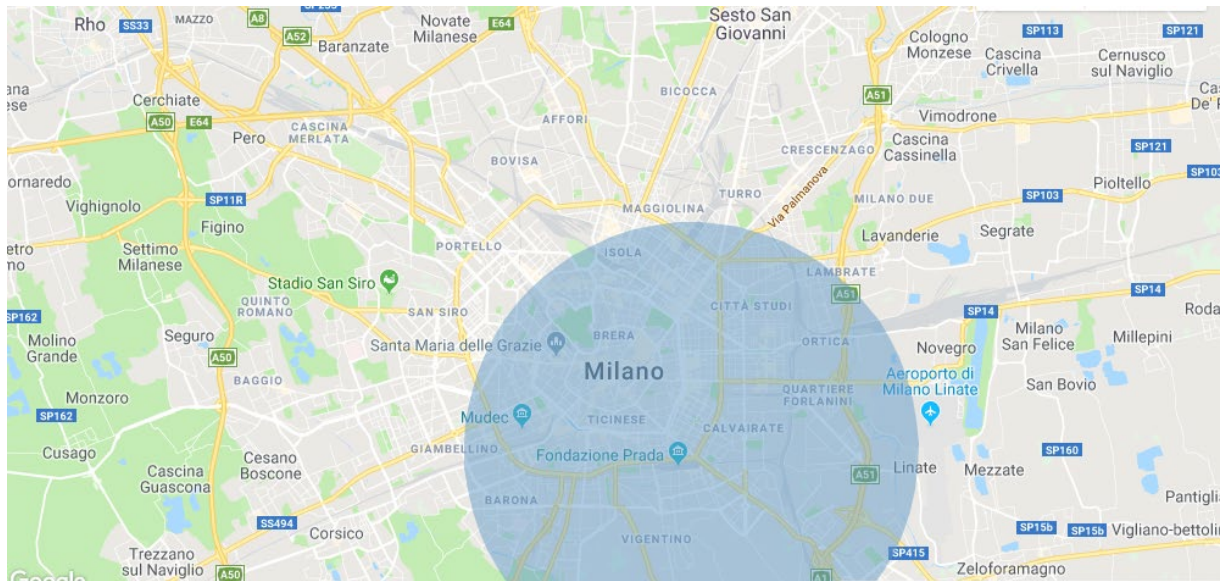 Rho
SS33
MAZZO
A8
A52
Baranzate
Novate
Milanese
E64
Sesto San
Giovanni
Cologno
Monzese
SP113
Cascina
Crivella
SP121
Cernusco
sul Naviglio
Cerchiate
A50
E64
Pero
CASCINA
MERLATA
AFFORI
BICOCCA
A51
Vimodrone
BOVISA
CRESCENZAGO
Cascina
Cassinella
SP121
Pioltello
SP103
Vighignolo
SP11R
Figino
MAGGIOLINA
TURRO
Via Palmanova
MILANO DUE
SP103
Settimo
Milanese
PORTELLO
ISOLA
Lavanderie
Segrate
Stadio San Siro
LAMBRATE
QUINTO
ROMANO
SAN SIRO
CITTÀ STUDI
A51
SP14
SP14
SP162
Molino
Grande
Seguro
A50
Santa Maria delle Grazie
BRERA
ORTICA
Novegro
Milano
San Felice
Millepini
BAGGIO
Milano
QUARTIERE
FORLANINI
Aeroporto di
Milano Linate
San Bovio
Monzoro
SP162
Mudec
TICINESE
CALVAIRATE
Cusago
Cesano
Boscone
GIAMBELLINO
Fondazione Prada
SP160
Cascina
Guascona
A51
Linate
Mezzate
BARONA
SS494
Corsico
VIGENTINO
SP15b
SP15b
Vigliano-bettolin
Trezzano
sul Naviglio
A50
A1
SP415
Zeloforamagno